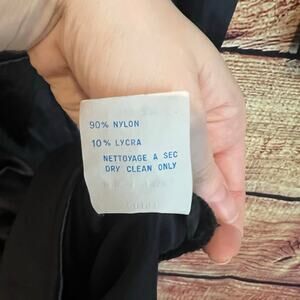 90% NYLON
10% LYCRA
NETTOYAGE A SEC
DRY CLEAN ONLY